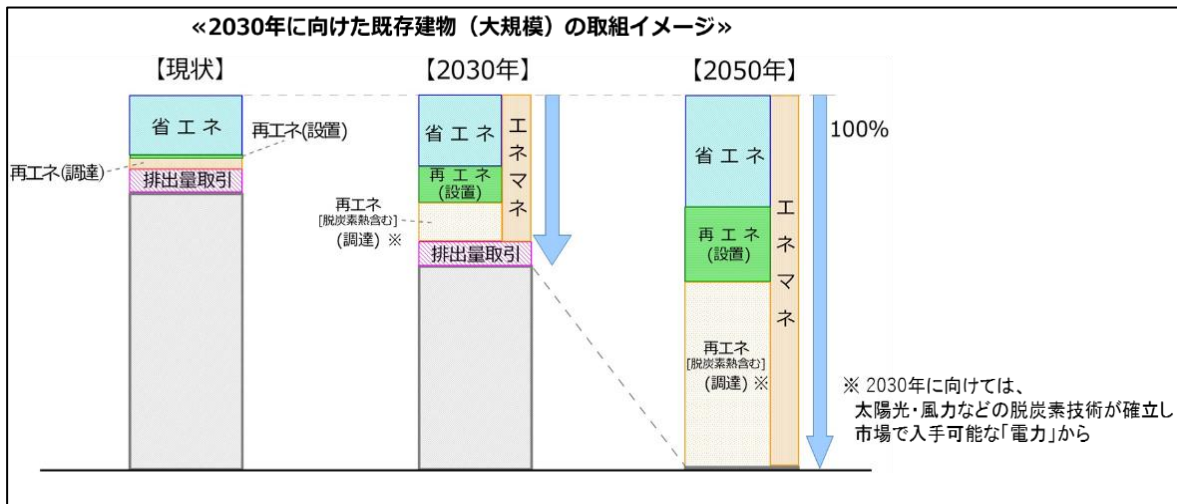 ≪2030年に向けた既存建物（大規模）の取組イメージ≫
【現状】
省エネ
再エネ(設置)
再エネ(調達)
排出量取引
【2030年】
省エネ
再エネ
(設置)
再エネ
[脱炭素熱含む]
(調達) ※
エネマネ
排出量取引
【2050年】
省エネ
再エネ
(設置)
再エネ
[脱炭素熱含む]
(調達) ※
エネマネ
100%
※ 2030年に向けては、
太陽光・風力などの脱炭素技術が確立し
市場で入手可能な「電力」から